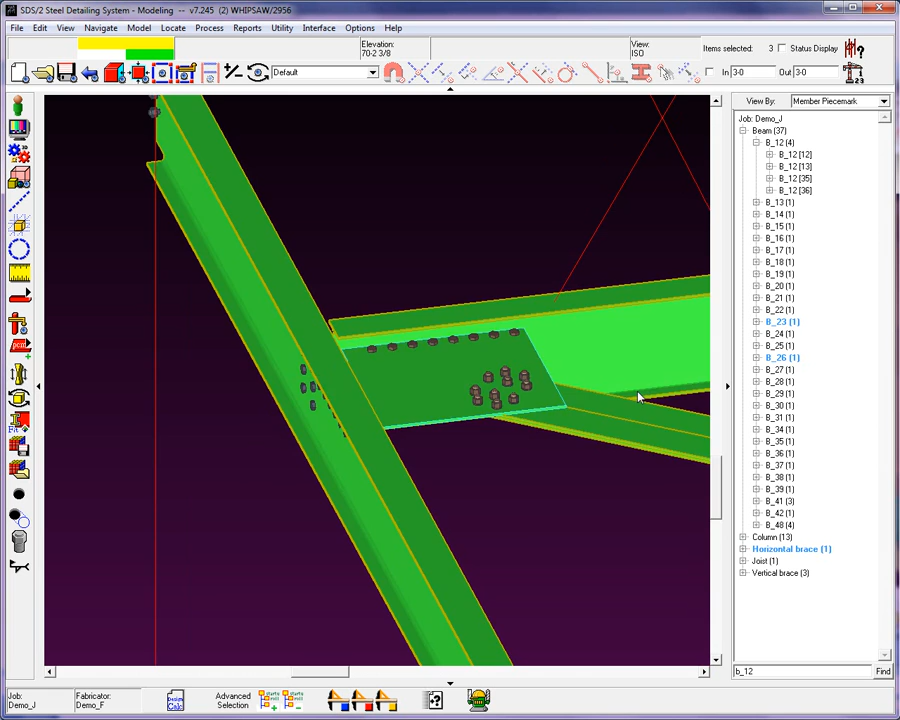 SDS/2 Steel Detailing System - Modeling -- v7.245 (2) WHIPSAW/2956
File Edit View Navigate Model Locate Process Reports Utility Interface Options Help
Elevation:
70-2 3/8
View:
ISO
Items selected: 3
Status Display
Default
In 3-0
Out 3-0
123
View By: Member Piecemark
Job: Demo_J
Beam (37)
B_12 (4)
B_12 [12]
B_12 [13]
B_12 [35]
B_12 [36]
B_13 (1)
B_14 (1)
B_15 (1)
B_16 (1)
B_17 (1)
B_18 (1)
B_19 (1)
B_20 (1)
B_21 (1)
B_22 (1)
B_23 (1)
B_24 (1)
B_25 (1)
B_26 (1)
B_27 (1)
B_28 (1)
B_29 (1)
B_30 (1)
B_31 (1)
B_34 (1)
B_35 (1)
B_36 (1)
B_37 (1)
B_38 (1)
B_39 (1)
B_41 (3)
B_42 (1)
B_48 (4)
Column (13)
Horizontal brace (1)
Joist (1)
Vertical brace (3)
Fit
b_12
Find
Job:
Demo_J
Fabricator:
Demo_F
Design
Calc
Advanced
Selection